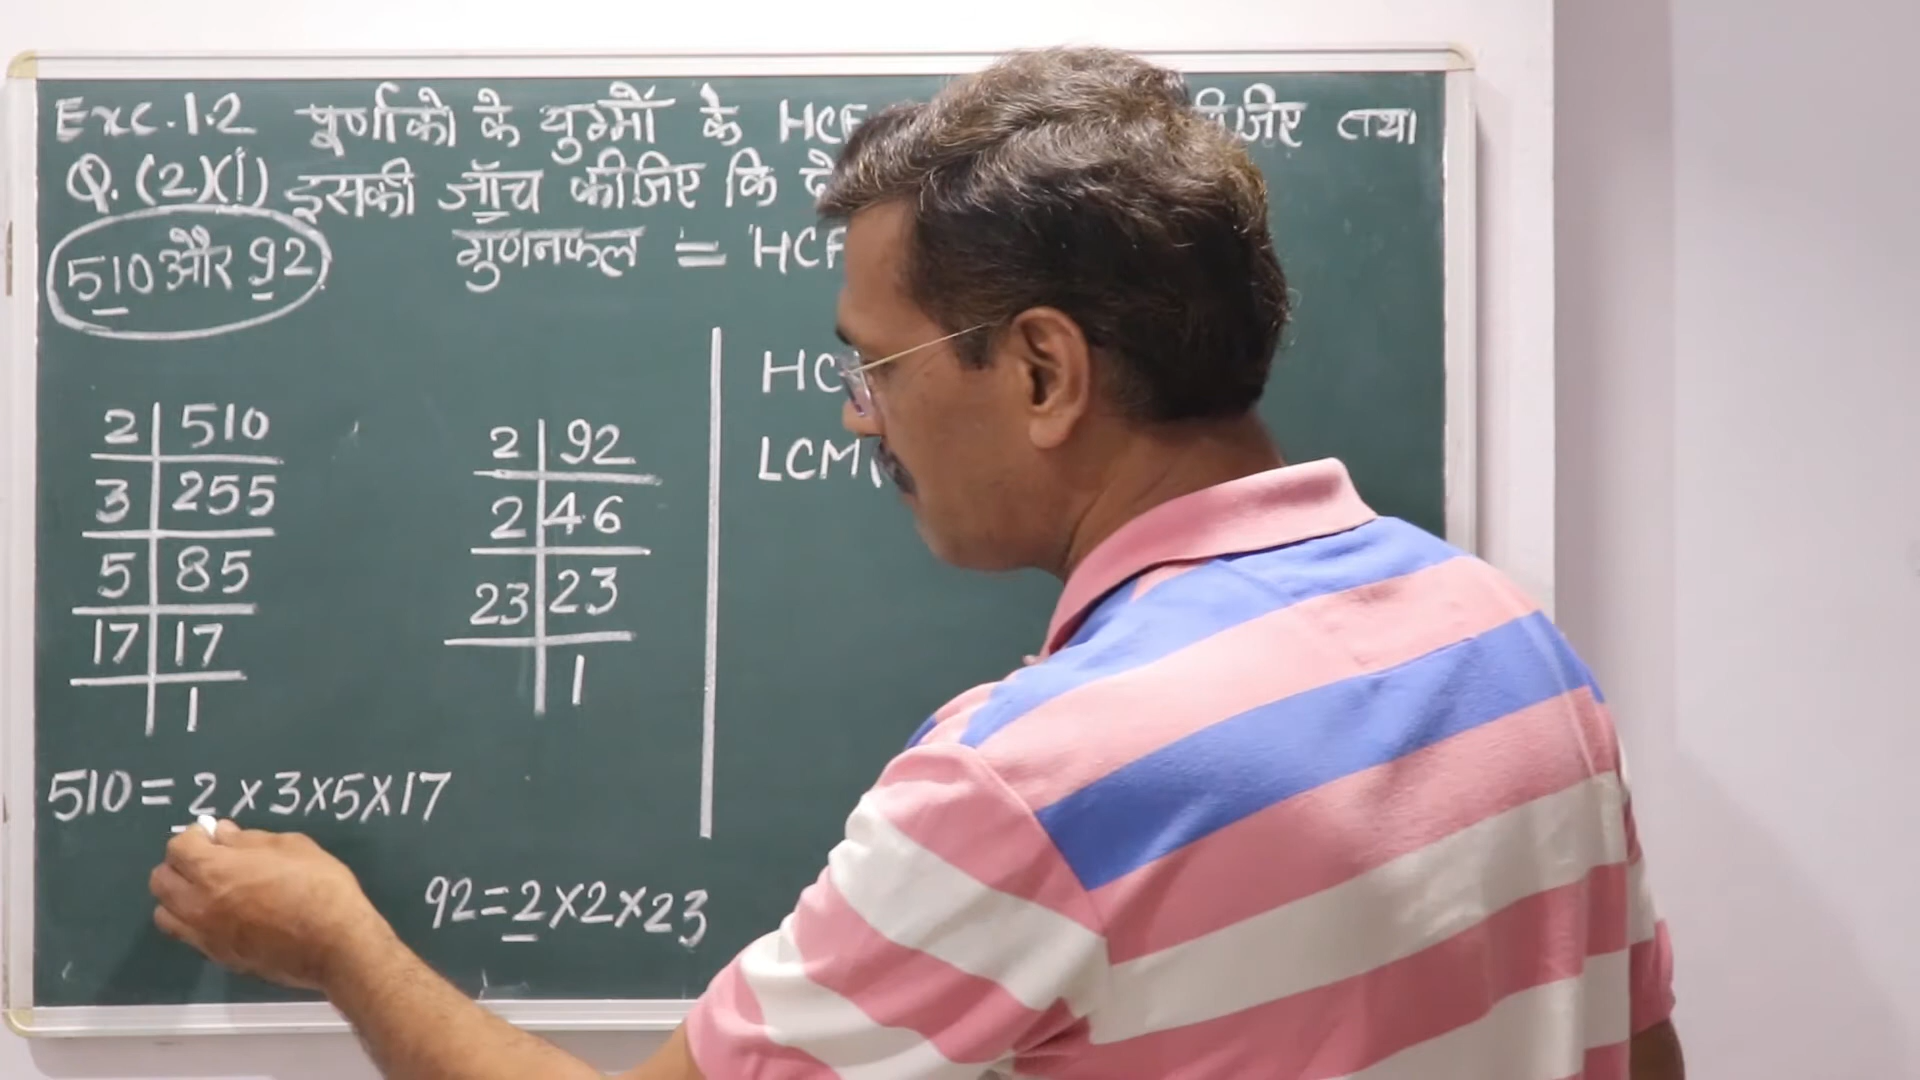 Exc.1.2 पूर्णांको के युग्मों के HCF तथा
Q.(2)(i) इसकी जॉच कीजिए कि
510 और 92 गुणनफल = HCF
HC
LCM
2 510
3 255
5 85
17 17
1
2 92
2 46
23 23
1
510 = 2 × 3 × 5 × 17
92 = 2 × 2 × 23